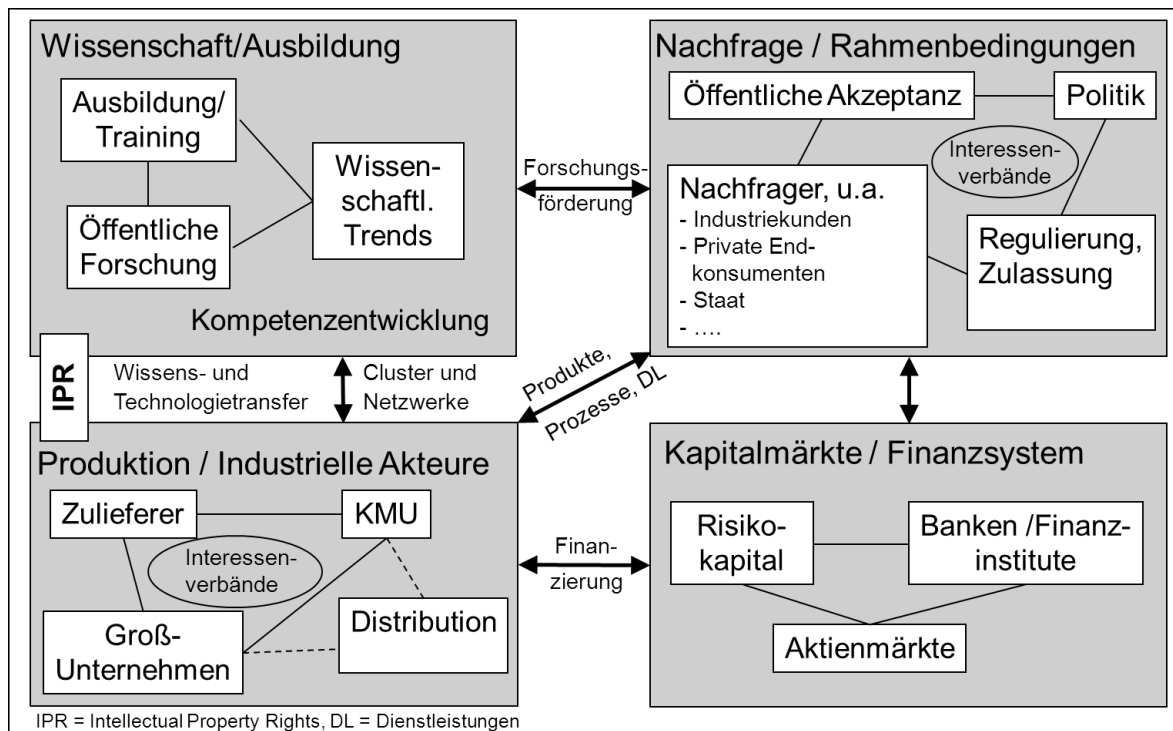 Wissenschaft/Ausbildung
Ausbildung/
Training
Wissen-
schaftl.
Trends
Öffentliche
Forschung
Kompetenzentwicklung
Forschungs-
förderung
Nachfrage / Rahmenbedingungen
Öffentliche Akzeptanz
Politik
Interessen-
verbände
Nachfrager, u.a.
- Industriekunden
- Private End-
konsumenten
- Staat
- ....
Regulierung,
Zulassung
IPR
Wissens- und
Technologietransfer
Cluster und
Netzwerke
Produkte,
Prozesse, DL
Produktion / Industrielle Akteure
Zulieferer
KMU
Interessen-
verbände
Groß-
Unternehmen
Distribution
Finan-
zierung
Kapitalmärkte / Finanzsystem
Risiko-
kapital
Banken /Finanz-
institute
Aktienmärkte
IPR = Intellectual Property Rights, DL = Dienstleistungen